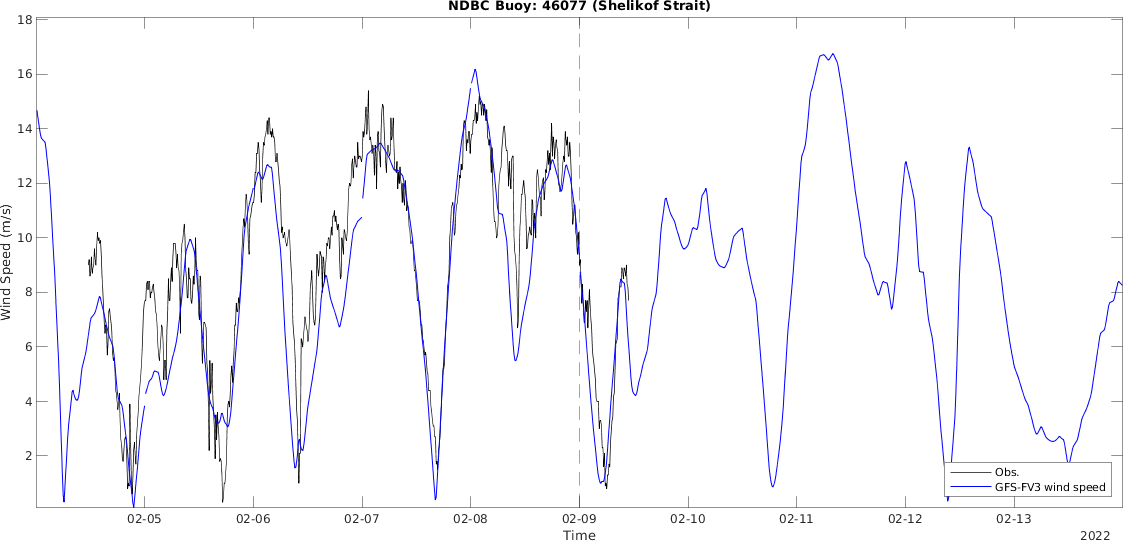 NDBC Buoy: 46077 (Shelikof Strait)
18
16
14
12
10
8
6
4
2
Wind Speed (m/s)
02-05 02-06 02-07 02-08 02-09 02-10 02-11 02-12 02-13
Time
2022
Obs.
GFS-FV3 wind speed